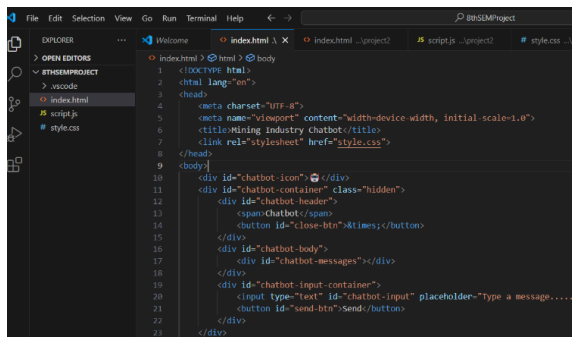 File Edit Selection View Go Run Terminal Help ← → 8thSEMProject
EXPLORER ...
> OPEN EDITORS
8THSEMPROJECT
> .vscode
<> index.html
JS script.js
# style.css
Welcome <> index.html .\ X <> index.html ..\project2 JS script.js ..\project2 # style.css ...\
<> index.html > html > body
1 <!DOCTYPE html>
2 <html lang="en">
3 <head>
4 <meta charset="UTF-8">
5 <meta name="viewport" content="width=device-width, initial-scale=1.0">
6 <title>Mining Industry Chatbot</title>
7 <link rel="stylesheet" href="style.css">
8 </head>
9 <body>
10 <div id="chatbot-icon">🤖</div>
11 <div id="chatbot-container" class="hidden">
12 <div id="chatbot-header">
13 <span>Chatbot</span>
14 <button id="close-btn">&times;</button>
15 </div>
16 <div id="chatbot-body">
17 <div id="chatbot-messages"></div>
18 </div>
19 <div id="chatbot-input-container">
20 <input type="text" id="chatbot-input" placeholder="Type a message.....
21 <button id="send-btn">Send</button>
22 </div>
23 </div>